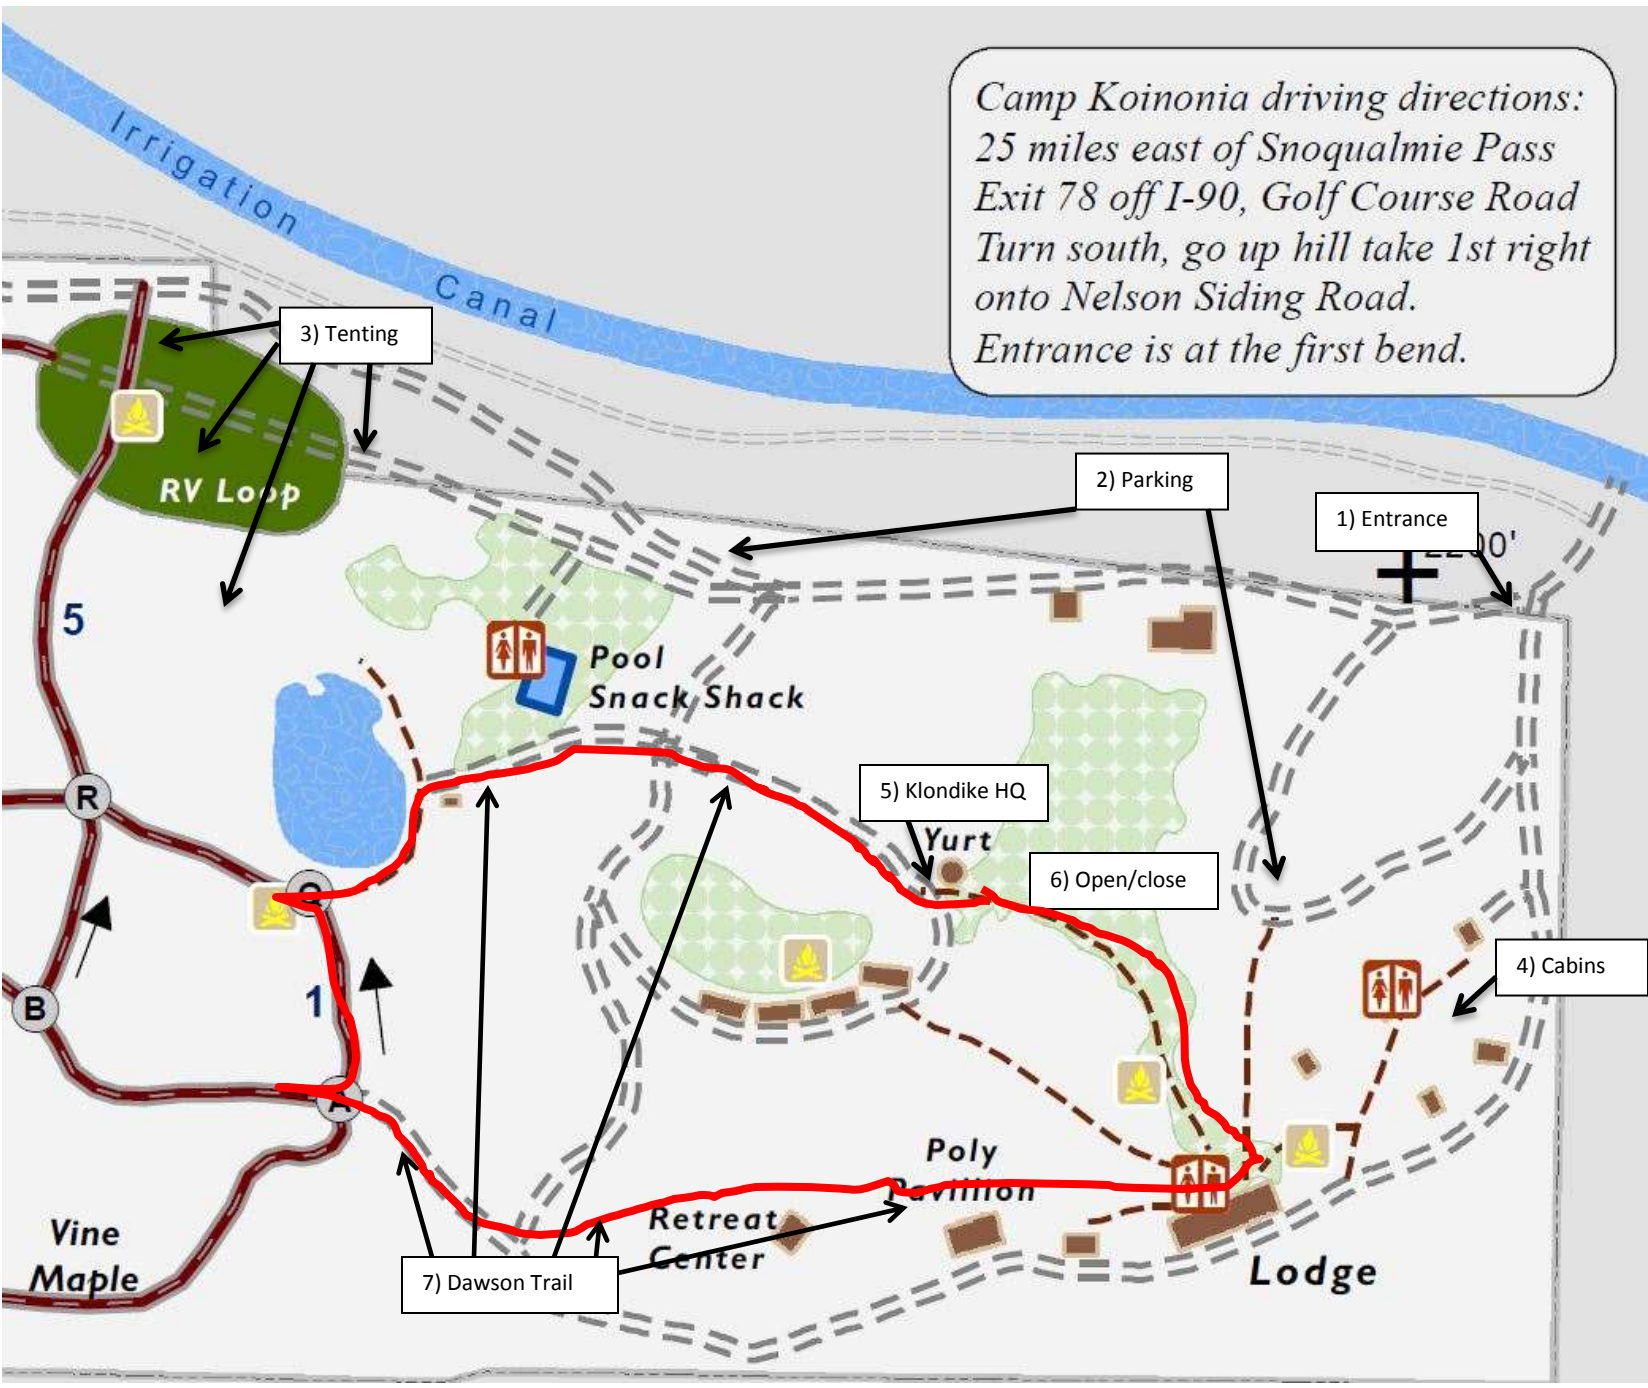 Camp Koinonia driving directions:
25 miles east of Snoqualmie Pass
Exit 78 off I-90, Golf Course Road
Turn south, go up hill take 1st right
onto Nelson Siding Road.
Entrance is at the first bend.
Irrigation
Canal
3) Tenting
RV Loop
2) Parking
1) Entrance
2200'
5
Pool
Snack Shack
R
5) Klondike HQ
Yurt
6) Open/close
Q
4) Cabins
B
1
A
Poly
Pavillion
Retreat
Center
Vine
Maple
7) Dawson Trail
Lodge